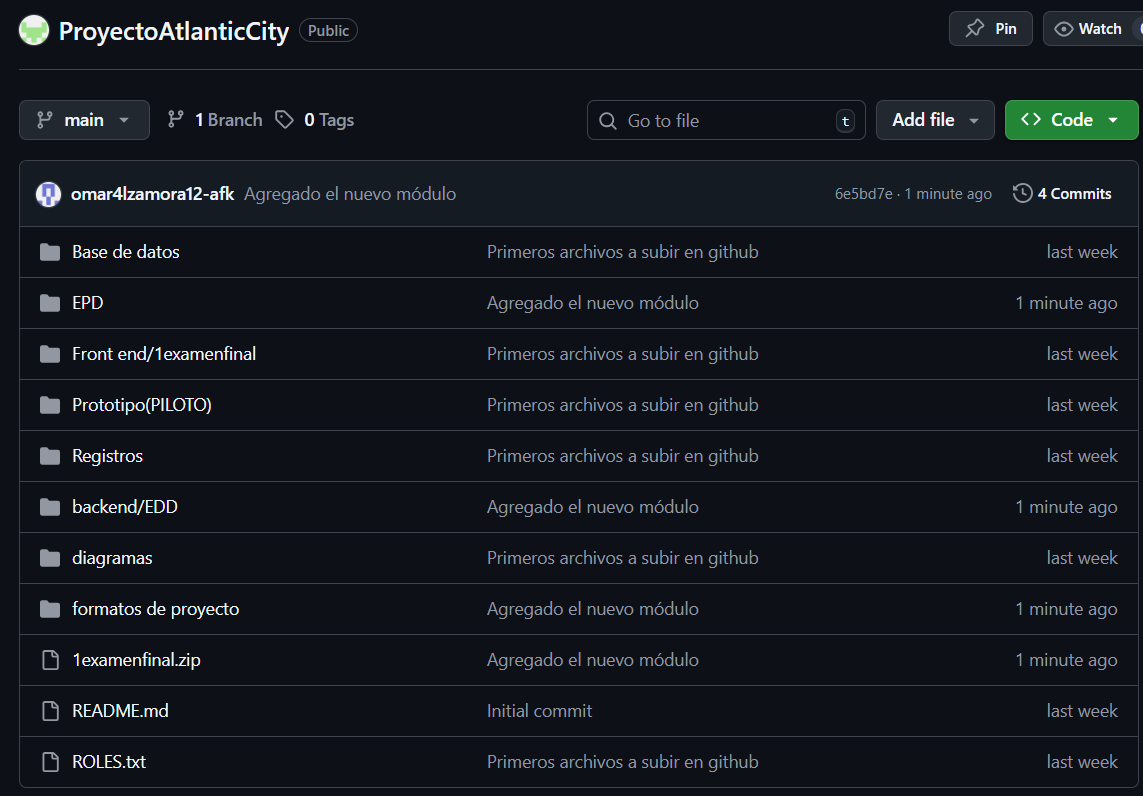 ProyectoAtlanticCity Public Pin Watch
main 1 Branch 0 Tags Go to file t Add file Code
omar4lzamora12-afk Agregado el nuevo módulo 6e5bd7e · 1 minute ago 4 Commits
Base de datos Primeros archivos a subir en github last week
EPD Agregado el nuevo módulo 1 minute ago
Front end/1examenfinal Primeros archivos a subir en github last week
Prototipo(PILOTO) Primeros archivos a subir en github last week
Registros Primeros archivos a subir en github last week
backend/EDD Agregado el nuevo módulo 1 minute ago
diagramas Primeros archivos a subir en github last week
formatos de proyecto Agregado el nuevo módulo 1 minute ago
1examenfinal.zip Agregado el nuevo módulo 1 minute ago
README.md Initial commit last week
ROLES.txt Primeros archivos a subir en github last week